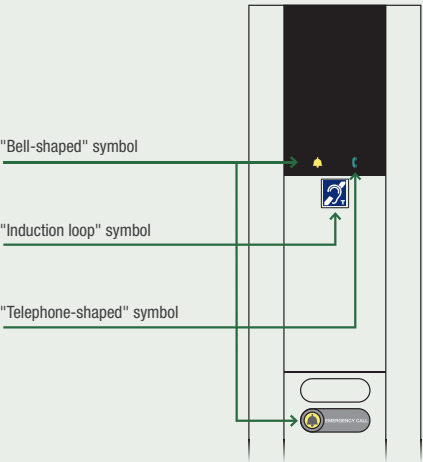 "Bell-shaped" symbol
T
"Induction loop" symbol
"Telephone-shaped" symbol
EMERGENCY CALL